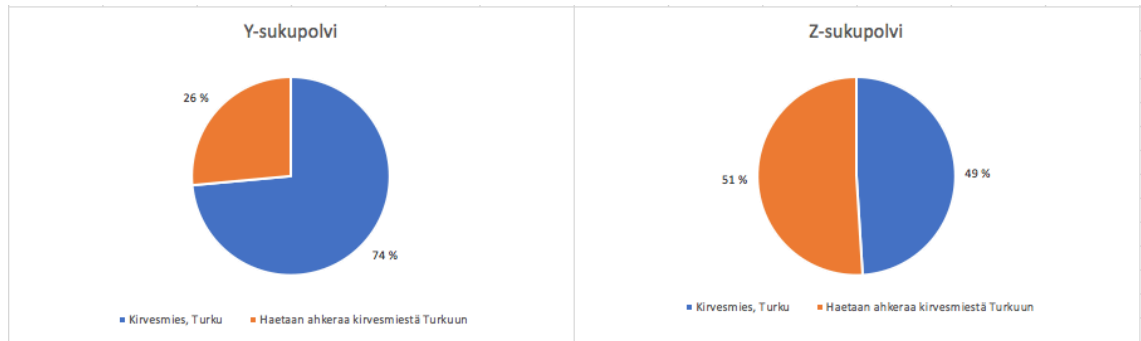 Y-sukupolvi
26 %
74 %
Kirvesmies, Turku
Haetaan ahkeraa kirvesmiestä Turkuun
Z-sukupolvi
51 %
49 %
Kirvesmies, Turku
Haetaan ahkeraa kirvesmiestä Turkuun